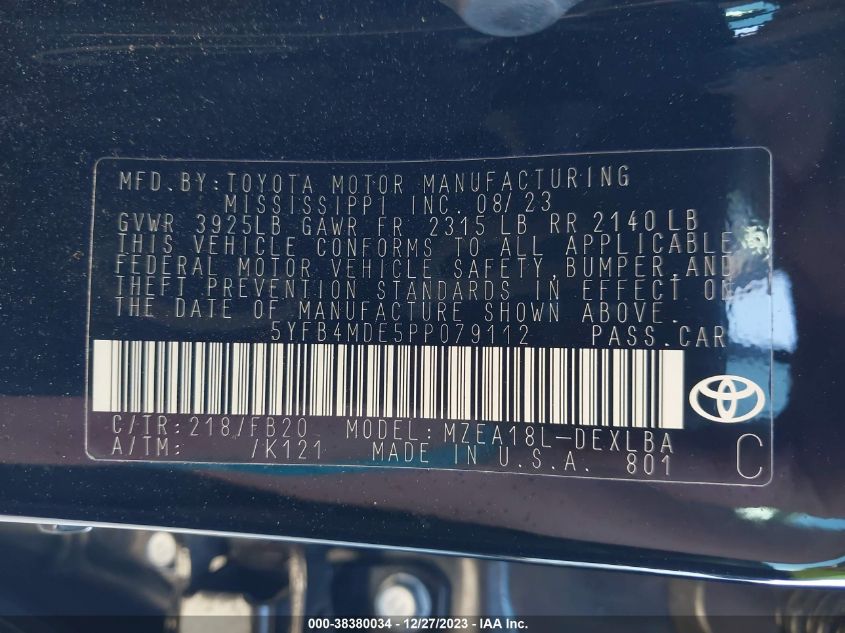 MFD.BY:TOYOTA MOTOR MANUFACTURING
MISSISSIPPI INC. 08/23
GVWR 3925LB GAWR FR 2315 LB RR 2140 LB
THIS VEHICLE CONFORMS TO ALL APPLICABLE
FEDERAL MOTOR VEHICLE SAFETY,BUMPER,AND
THEFT PREVENTION STANDARDS IN EFFECT ON
THE DATE OF MANUFACTURE SHOWN ABOVE.
5YFB4MDE5PP079112 PASS.CAR
C/TR:218/FB20 MODEL:MZEA18L-DEXLBA
A/TM: /K121 MADE IN U.S.A. 801 C
000-38380034 - 12/27/2023 - IAA Inc.